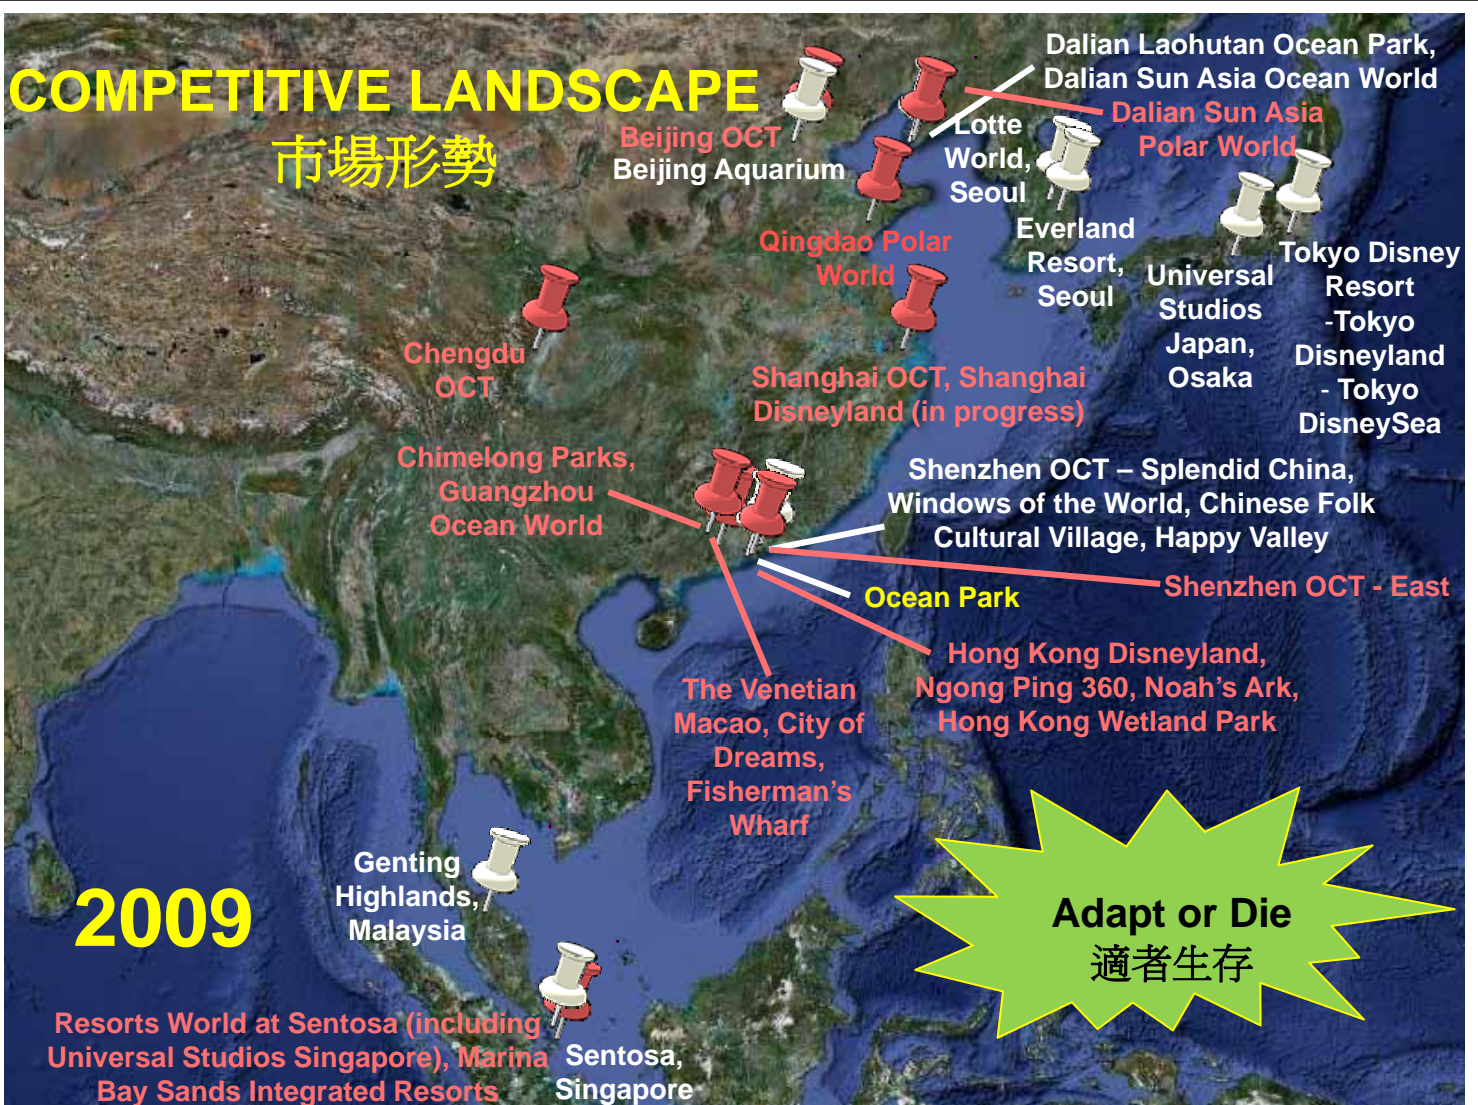 COMPETITIVE LANDSCAPE
市場形勢
Beijing OCT
Beijing Aquarium
Dalian Laohutan Ocean Park,
Dalian Sun Asia Ocean World
Dalian Sun Asia
Polar World
Lotte
World,
Seoul
Everland
Resort,
Seoul
Universal
Studios
Japan,
Osaka
Tokyo Disney
Resort
-Tokyo
Disneyland
- Tokyo
DisneySea
Qingdao Polar
World
Chengdu
OCT
Shanghai OCT, Shanghai
Disneyland (in progress)
Chimelong Parks,
Guangzhou
Ocean World
Shenzhen OCT – Splendid China,
Windows of the World, Chinese Folk
Cultural Village, Happy Valley
Shenzhen OCT - East
Ocean Park
Hong Kong Disneyland,
Ngong Ping 360, Noah’s Ark,
Hong Kong Wetland Park
The Venetian
Macao, City of
Dreams,
Fisherman’s
Wharf
Genting
Highlands,
Malaysia
2009
Adapt or Die
適者生存
Resorts World at Sentosa (including
Universal Studios Singapore), Marina
Bay Sands Integrated Resorts
Sentosa,
Singapore